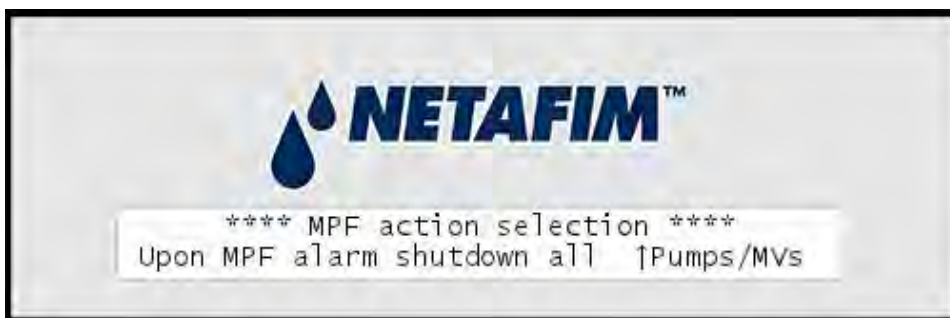 NETAFIM™
**** MPF action selection ****
Upon MPF alarm shutdown all ↑Pumps/MVs